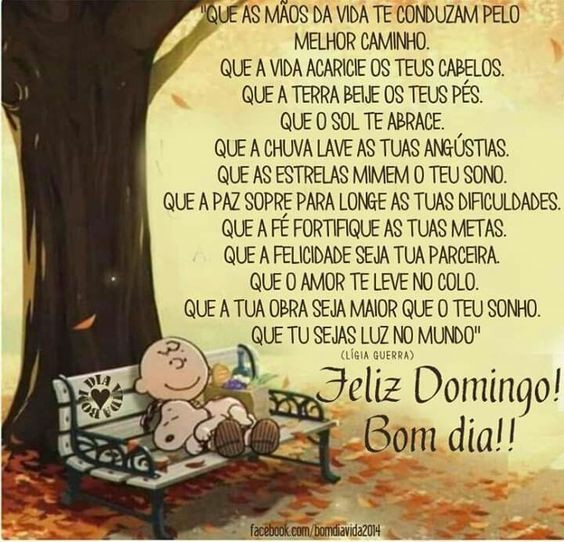 "QUE AS MÃOS DA VIDA TE CONDUZAM PELO
MELHOR CAMINHO.
QUE A VIDA ACARICIE OS TEUS CABELOS.
QUE A TERRA BEIJE OS TEUS PÉS.
QUE O SOL TE ABRACE.
QUE A CHUVA LAVE AS TUAS ANGÚSTIAS.
QUE AS ESTRELAS MIMEM O TEU SONO.
QUE A PAZ SOPRE PARA LONGE AS TUAS DIFICULDADES.
QUE A FÉ FORTIFIQUE AS TUAS METAS.
QUE A FELICIDADE SEJA TUA PARCEIRA.
QUE O AMOR TE LEVE NO COLO.
QUE A TUA OBRA SEJA MAIOR QUE O TEU SONHO.
QUE TU SEJAS LUZ NO MUNDO"
(LÍGIA GUERRA)
Feliz Domingo!
Bom dia!!
BOM DIA VIDA
facebook.com/bomdiavida2014